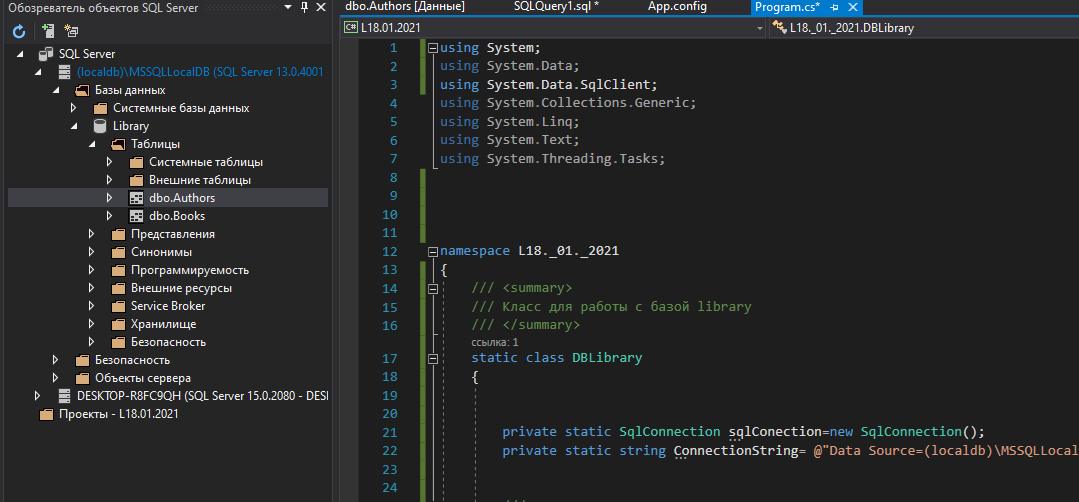 Обозреватель объектов SQL Server
SQL Server
(localdb)\MSSQLLocalDB (SQL Server 13.0.4001
Базы данных
Системные базы данных
Library
Таблицы
Системные таблицы
Внешние таблицы
dbo.Authors
dbo.Books
Представления
Синонимы
Программируемость
Внешние ресурсы
Service Broker
Хранилище
Безопасность
Безопасность
Объекты сервера
DESKTOP-R8FC9QH (SQL Server 15.0.2080 - DESI
Проекты - L18.01.2021
dbo.Authors [Данные] SQLQuery1.sql * App.config Program.cs*
C# L18.01.2021 L18._01._2021.DBLibrary
1 using System;
2 using System.Data;
3 using System.Data.SqlClient;
4 using System.Collections.Generic;
5 using System.Linq;
6 using System.Text;
7 using System.Threading.Tasks;
8
9
10
11
12 namespace L18._01._2021
13 {
14 /// <summary>
15 /// Класс для работы с базой library
16 /// </summary>
ссылка: 1
17 static class DBLibrary
18 {
19
20
21 private static SqlConnection sqlConection=new SqlConnection();
22 private static string ConnectionString= @"Data Source=(localdb)\MSSQLLocal
23
24